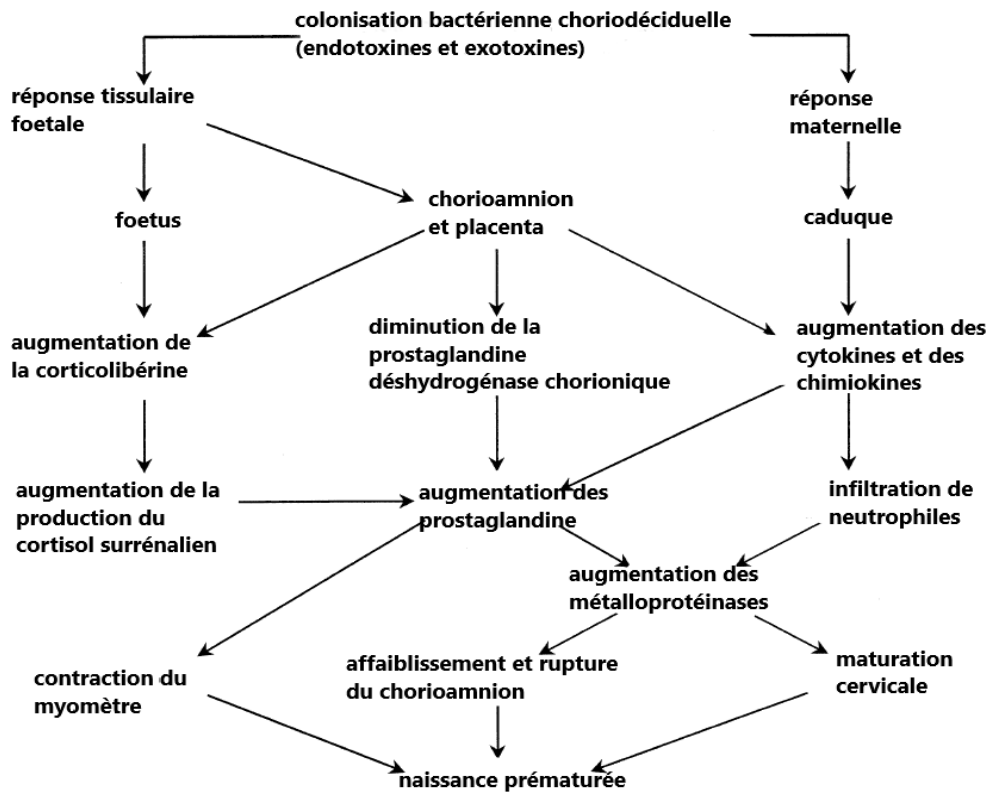 colonisation bactérienne choriodéciduelle
(endotoxines et exotoxines)
réponse tissulaire
foetale
réponse
maternelle
foetus
chorioamnion
et placenta
caduque
augmentation de
la corticolibérine
diminution de la
prostaglandine
déshydrogénase chorionique
augmentation des
cytokines et des
chimiokines
augmentation de la
production du
cortisol surrénalien
augmentation des
prostaglandine
infiltration de
neutrophiles
augmentation des
métalloprotéinases
contraction du
myomètre
affaiblissement et rupture
du chorioamnion
maturation
cervicale
naissance prématurée